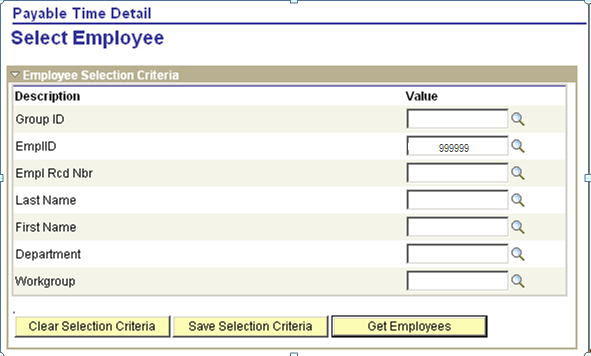 Payable Time Detail
Select Employee
Employee Selection Criteria
Description Value
Group ID
EmplID 999999
Empl Rcd Nbr
Last Name
First Name
Department
Workgroup
Clear Selection Criteria Save Selection Criteria Get Employees